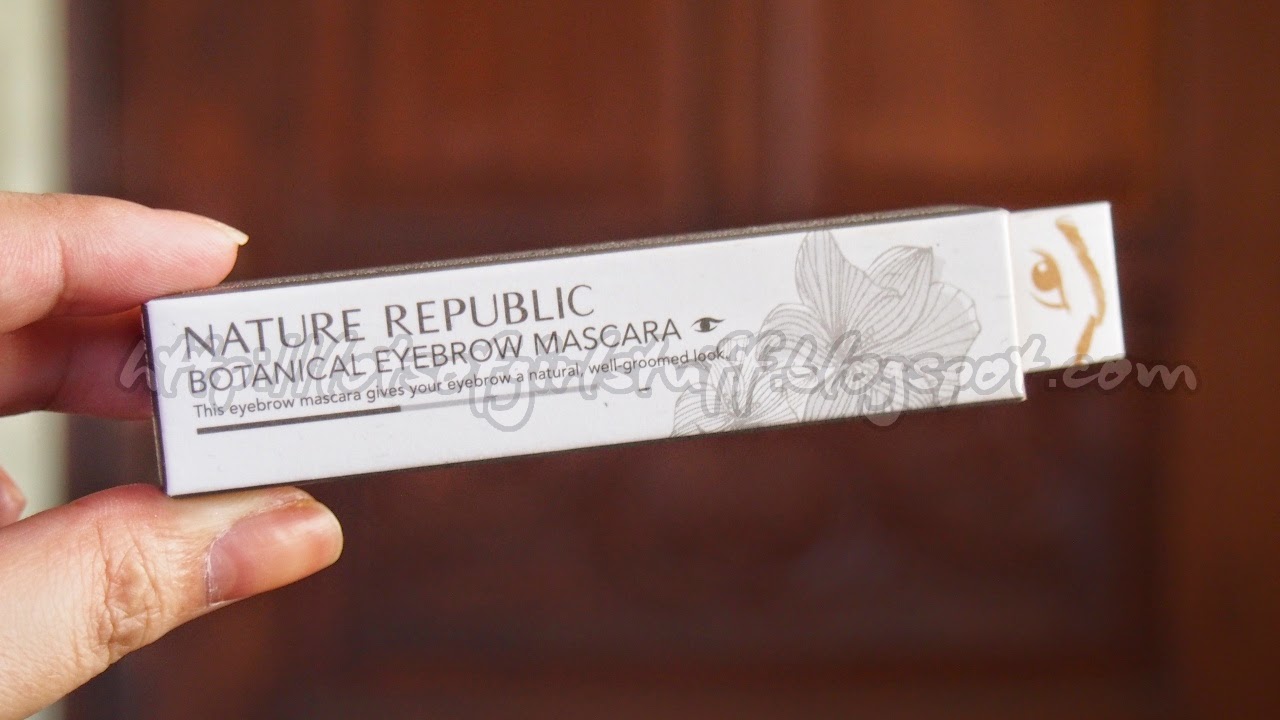 NATURE REPUBLIC
BOTANICAL EYEBROW MASCARA
This eyebrow mascara gives your eyebrow a natural, well-groomed look.